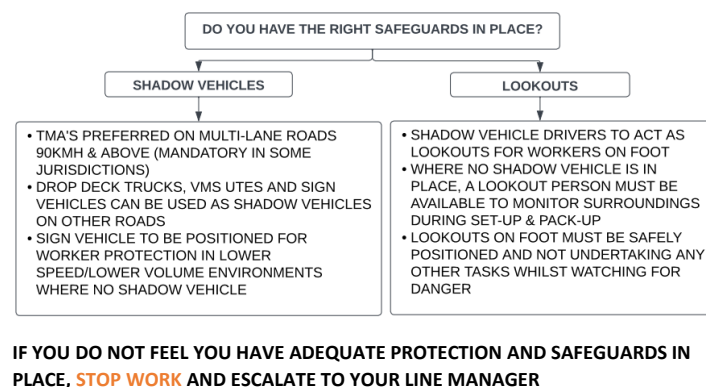 DO YOU HAVE THE RIGHT SAFEGUARDS IN PLACE?
SHADOW VEHICLES
LOOKOUTS
• TMA'S PREFERRED ON MULTI-LANE ROADS
90KMH & ABOVE (MANDATORY IN SOME
JURISDICTIONS)
• DROP DECK TRUCKS, VMS UTES AND SIGN
VEHICLES CAN BE USED AS SHADOW VEHICLES
ON OTHER ROADS
• SIGN VEHICLE TO BE POSITIONED FOR
WORKER PROTECTION IN LOWER
SPEED/LOWER VOLUME ENVIRONMENTS
WHERE NO SHADOW VEHICLE
• SHADOW VEHICLE DRIVERS TO ACT AS
LOOKOUTS FOR WORKERS ON FOOT
• WHERE NO SHADOW VEHICLE IS IN
PLACE, A LOOKOUT PERSON MUST BE
AVAILABLE TO MONITOR SURROUNDINGS
DURING SET-UP & PACK-UP
• LOOKOUTS ON FOOT MUST BE SAFELY
POSITIONED AND NOT UNDERTAKING ANY
OTHER TASKS WHILST WATCHING FOR
DANGER
IF YOU DO NOT FEEL YOU HAVE ADEQUATE PROTECTION AND SAFEGUARDS IN
PLACE, STOP WORK AND ESCALATE TO YOUR LINE MANAGER